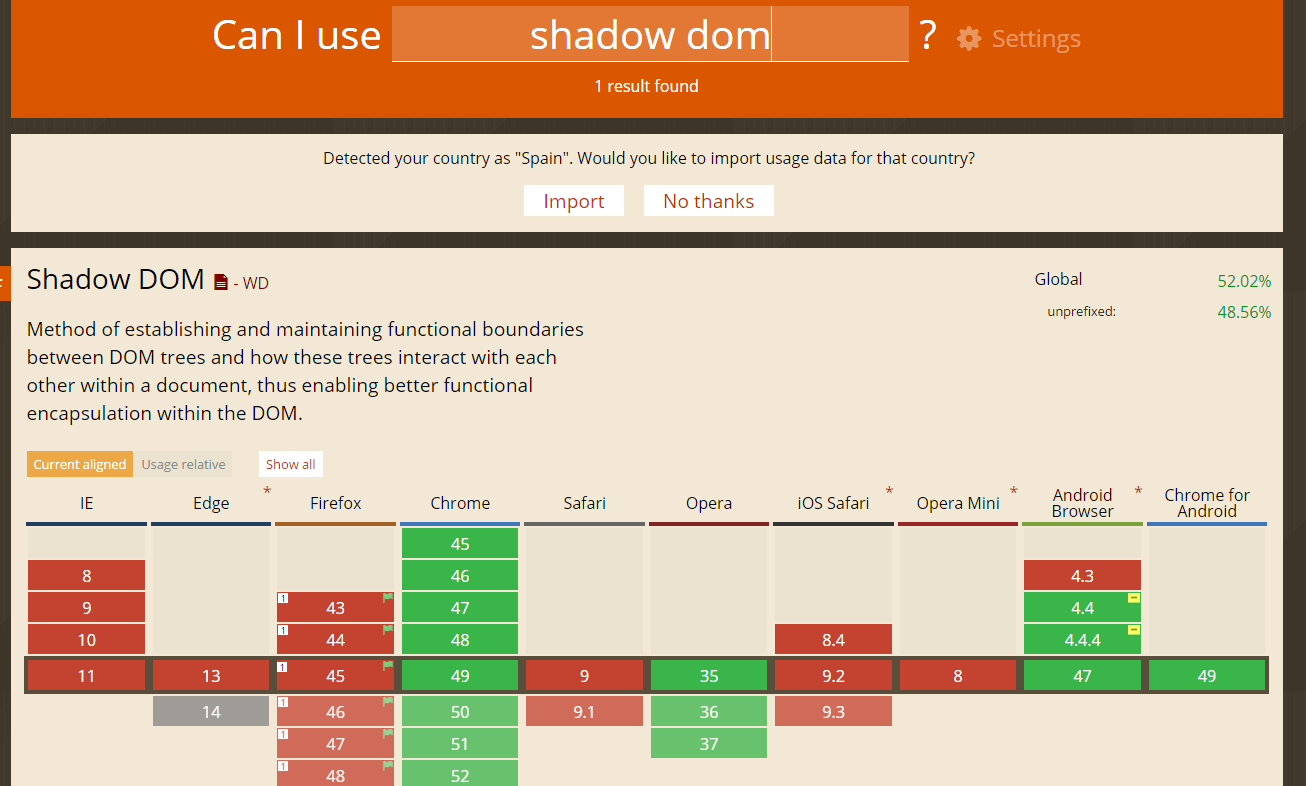 Can I use shadow dom ? Settings
1 result found
Detected your country as "Spain". Would you like to import usage data for that country?
Import No thanks
Shadow DOM - WD
Global 52.02%
unprefixed: 48.56%
Method of establishing and maintaining functional boundaries
between DOM trees and how these trees interact with each
other within a document, thus enabling better functional
encapsulation within the DOM.
Current aligned Usage relative Show all
IE Edge * Firefox Chrome Safari Opera iOS Safari * Opera Mini * Android Browser * Chrome for Android
45
8 46 4.3
9 1 43 47 4.4
10 1 44 48 8.4 4.4.4
11 13 1 45 49 9 35 9.2 8 47 49
14 1 46 50 9.1 36 9.3
1 47 51 37
1 48 52